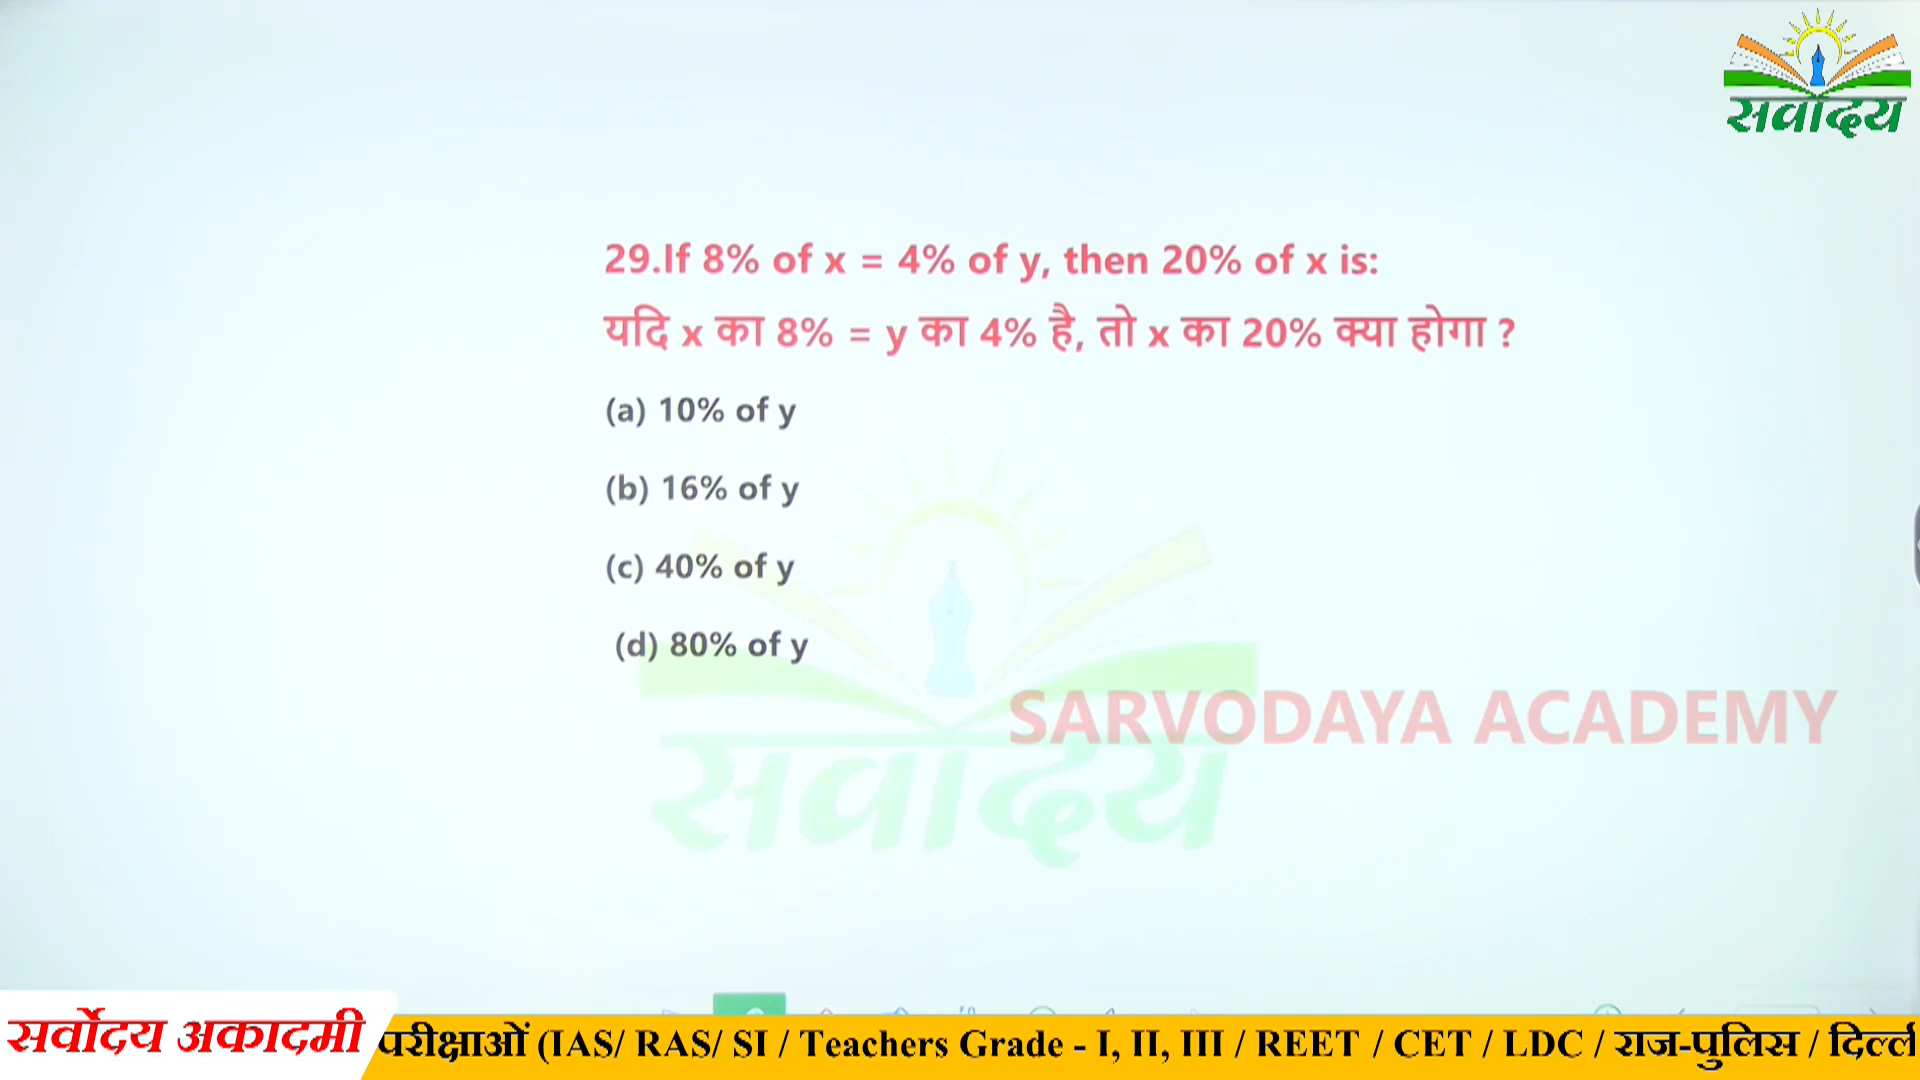 सर्वोदय
29.If 8% of x = 4% of y, then 20% of x is:
यदि x का 8% = y का 4% है, तो x का 20% क्या होगा ?
(a) 10% of y
(b) 16% of y
(c) 40% of y
(d) 80% of y
SARVODAYA ACADEMY
सर्वोदय
सर्वोदय अकादमी
परीक्षाओं (IAS/ RAS/ SI / Teachers Grade - I, II, III / REET / CET / LDC / राज-पुलिस /